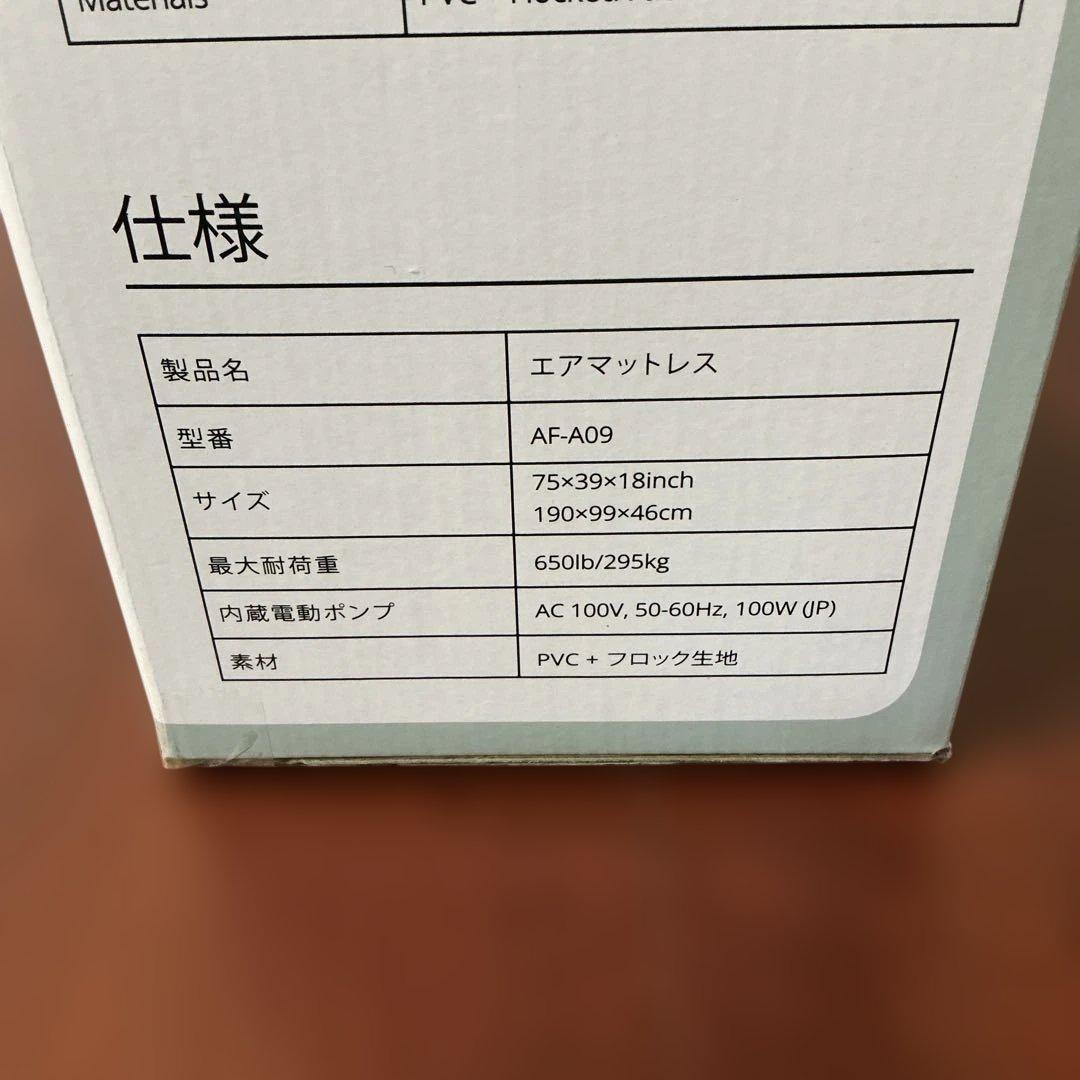 Materials
仕様
製品名 エアマットレス
型番 AF-A09
サイズ 75×39×18inch
190×99×46cm
最大耐荷重 650lb/295kg
内蔵電動ポンプ AC 100V, 50-60Hz, 100W (JP)
素材 PVC + フロック生地